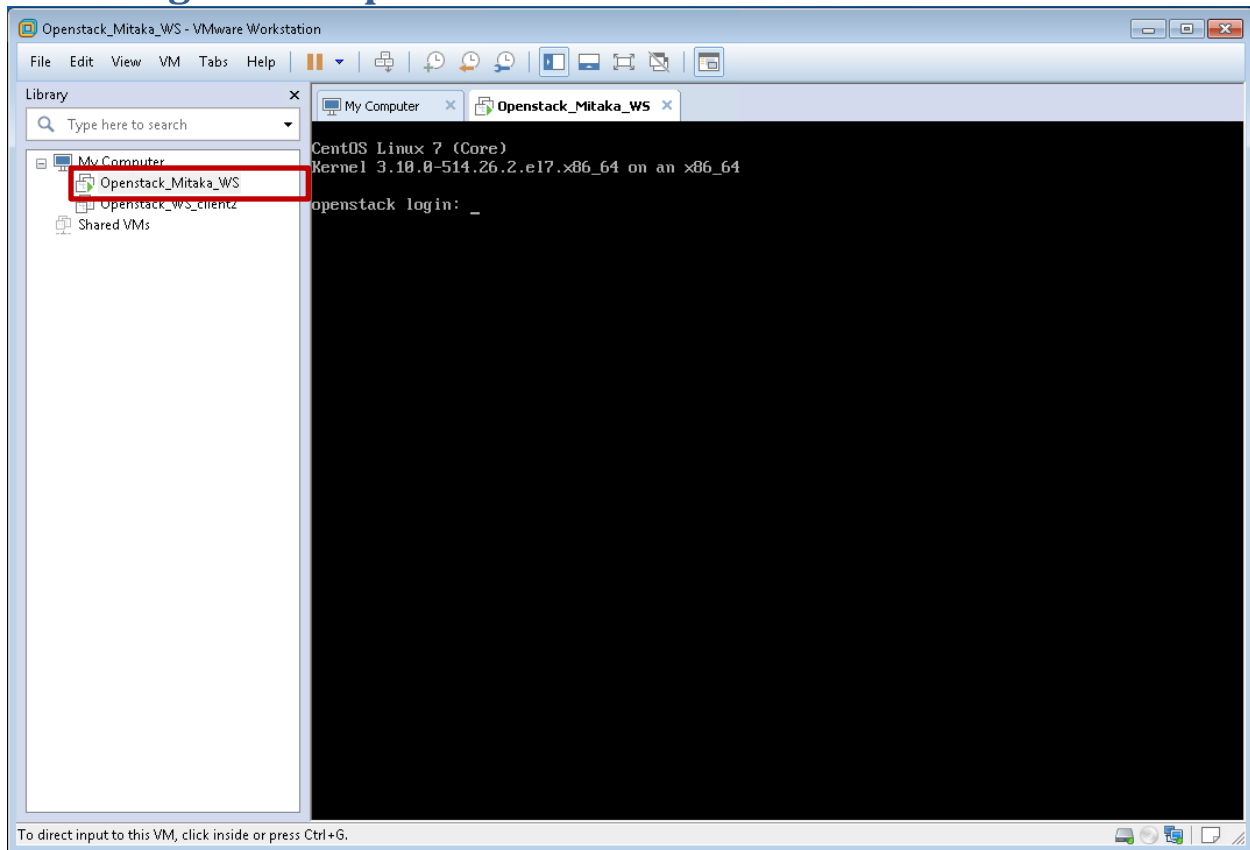 Openstack_Mitaka_WS - VMware Workstation
File Edit View VM Tabs Help
Library
Type here to search
My Computer
Openstack_Mitaka_WS
Openstack_WS_client2
Shared VMs
My Computer
Openstack_Mitaka_WS
CentOS Linux 7 (Core)
Kernel 3.10.0-514.26.2.el7.x86_64 on an x86_64
openstack login: _
To direct input to this VM, click inside or press Ctrl+G.